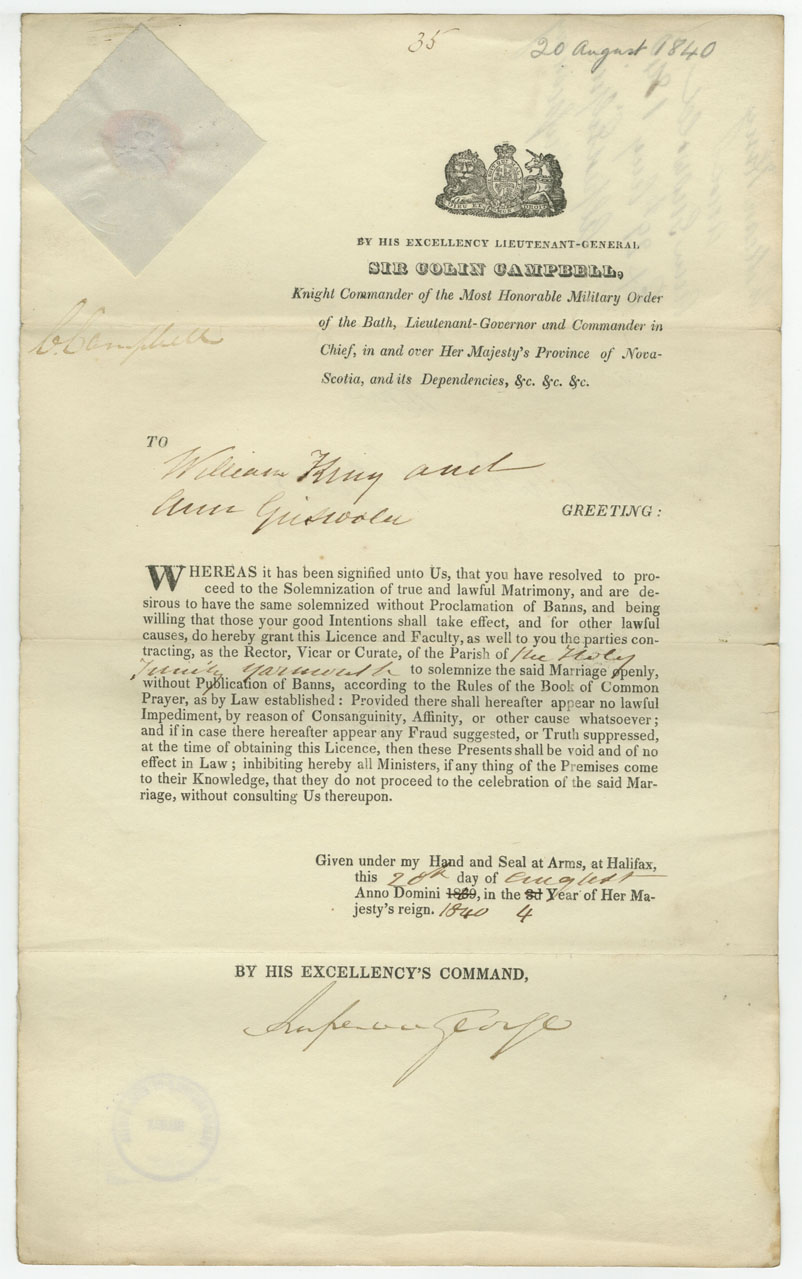 35
20 August 1840
DIEU ET MON DROIT
BY HIS EXCELLENCY LIEUTENANT-GENERAL
SIR COLIN CAMPBELL,
Knight Commander of the Most Honorable Military Order
of the Bath, Lieutenant-Governor and Commander in
Chief, in and over Her Majesty's Province of Nova-
Scotia, and its Dependencies, &c. &c. &c.
C. Campbell
TO
William King and
Ann Griswold
GREETING:
WHEREAS it has been signified unto Us, that you have resolved to pro-
ceed to the Solemnization of true and lawful Matrimony, and are de-
sirous to have the same solemnized without Proclamation of Banns, and being
willing that those your good Intentions shall take effect, and for other lawful
causes, do hereby grant this Licence and Faculty, as well to you the parties con-
tracting, as the Rector, Vicar or Curate, of the Parish of the Holy
Trinity Yarmouth to solemnize the said Marriage openly,
without Publication of Banns, according to the Rules of the Book of Common
Prayer, as by Law established: Provided there shall hereafter appear no lawful
Impediment, by reason of Consanguinity, Affinity, or other cause whatsoever;
and if in case there hereafter appear any Fraud suggested, or Truth suppressed,
at the time of obtaining this Licence, then these Presents shall be void and of no
effect in Law; inhibiting hereby all Ministers, if any thing of the Premises come
to their Knowledge, that they do not proceed to the celebration of the said Mar-
riage, without consulting Us thereupon.
Given under my Hand and Seal at Arms, at Halifax,
this 20th day of August
Anno Domini 1839, in the 3d Year of Her Ma-
jesty's reign. 1840 4
BY HIS EXCELLENCY'S COMMAND,
George